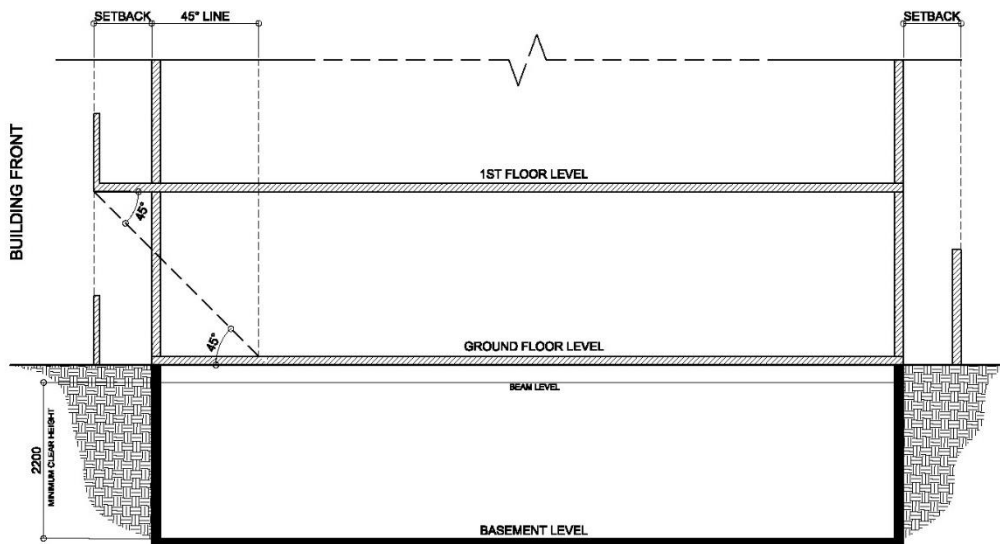 SETBACK
45° LINE
SETBACK
BUILDING FRONT
1ST FLOOR LEVEL
45°
45°
GROUND FLOOR LEVEL
BEAM LEVEL
2200
MINIMUM CLEAR HEIGHT
BASEMENT LEVEL